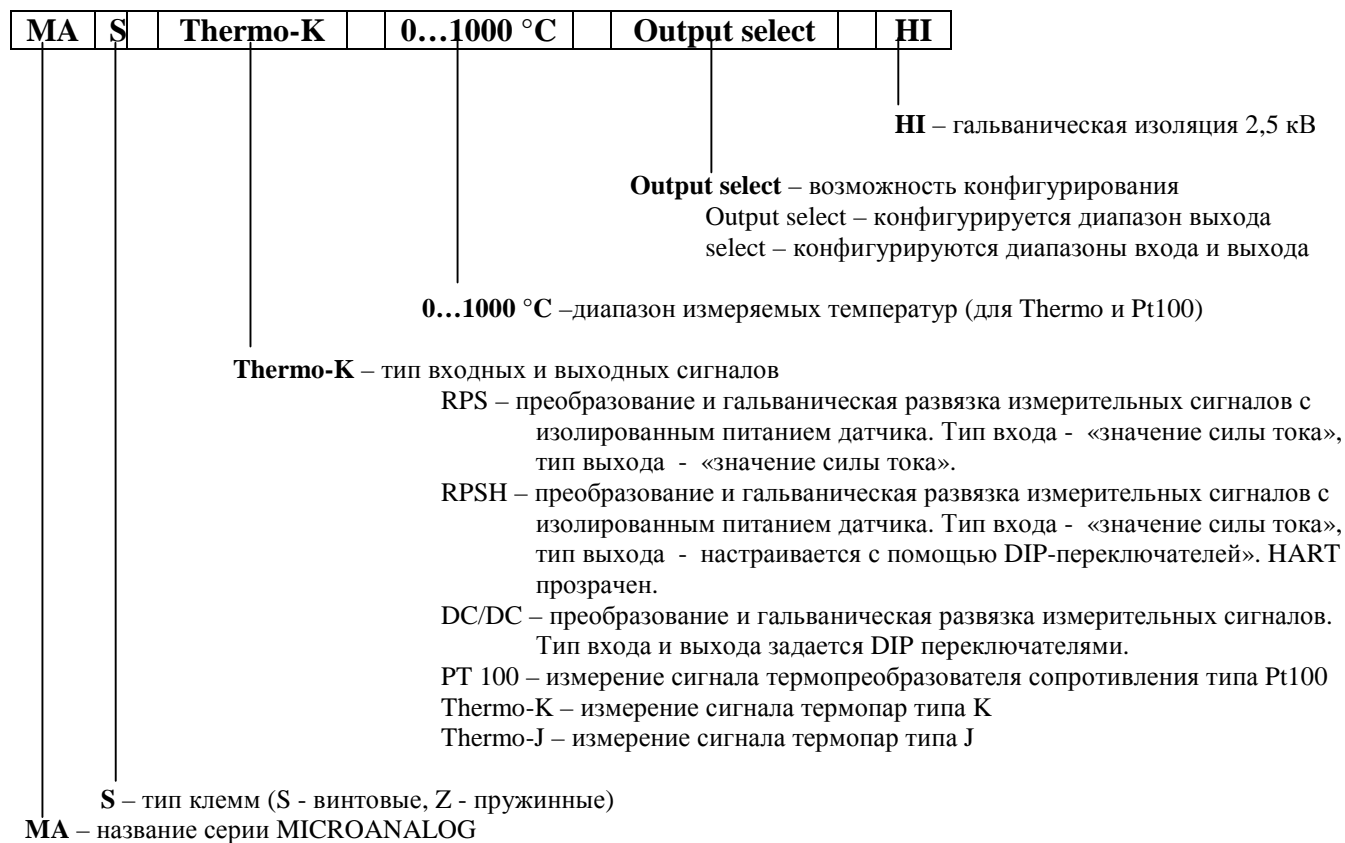 MA S Thermo-K 0…1000 °C Output select HI
HI – гальваническая изоляция 2,5 кВ
Output select – возможность конфигурирования
Output select – конфигурируется диапазон выхода
select – конфигурируются диапазоны входа и выхода
0…1000 °C –диапазон измеряемых температур (для Thermo и Pt100)
Thermo-K – тип входных и выходных сигналов
RPS – преобразование и гальваническая развязка измерительных сигналов с
изолированным питанием датчика. Тип входа - «значение силы тока»,
тип выхода - «значение силы тока».
RPSH – преобразование и гальваническая развязка измерительных сигналов с
изолированным питанием датчика. Тип входа - «значение силы тока»,
тип выхода - настраивается с помощью DIP-переключателей». HART
прозрачен.
DC/DC – преобразование и гальваническая развязка измерительных сигналов.
Тип входа и выхода задается DIP переключателями.
PT 100 – измерение сигнала термопреобразователя сопротивления типа Pt100
Thermo-K – измерение сигнала термопар типа K
Thermo-J – измерение сигнала термопар типа J
S – тип клемм (S - винтовые, Z - пружинные)
MA – название серии MICROANALOG